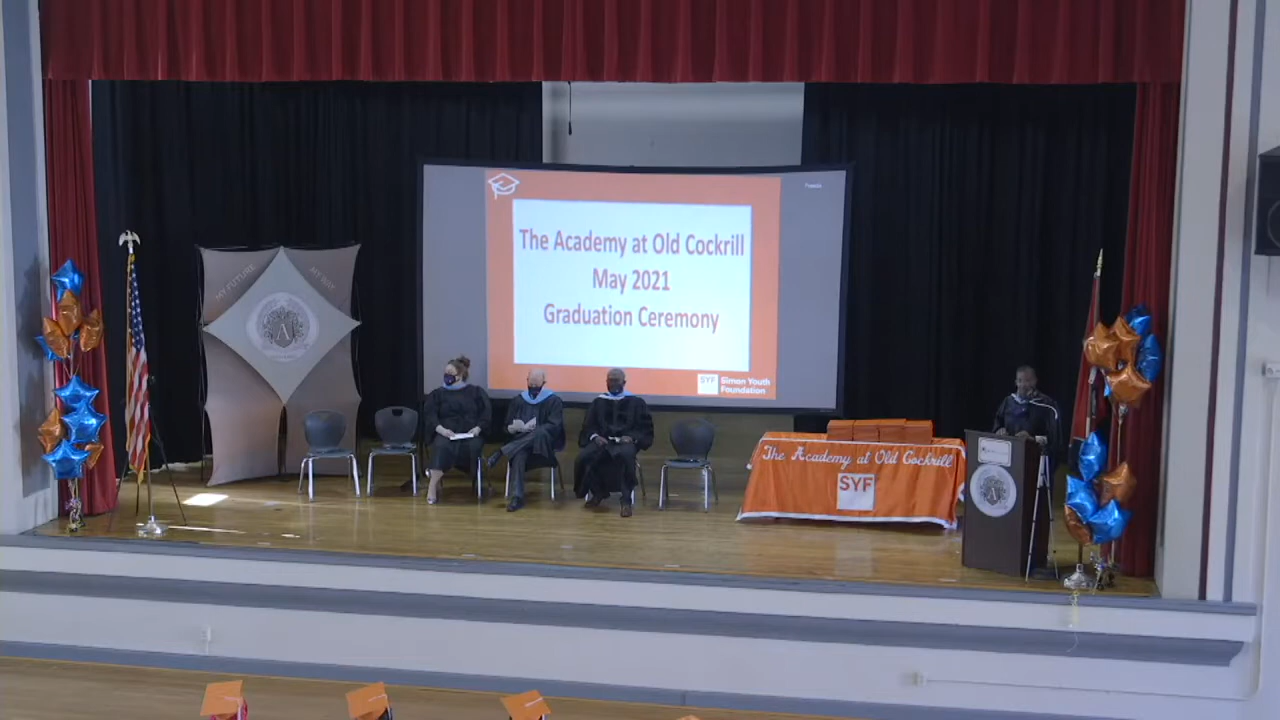 The Academy at Old Cockrill
May 2021
Graduation Ceremony
SYF
Simon Youth
Foundation
MY FUTURE
MY WAY
A
The Academy at Old Cockrill
SYF